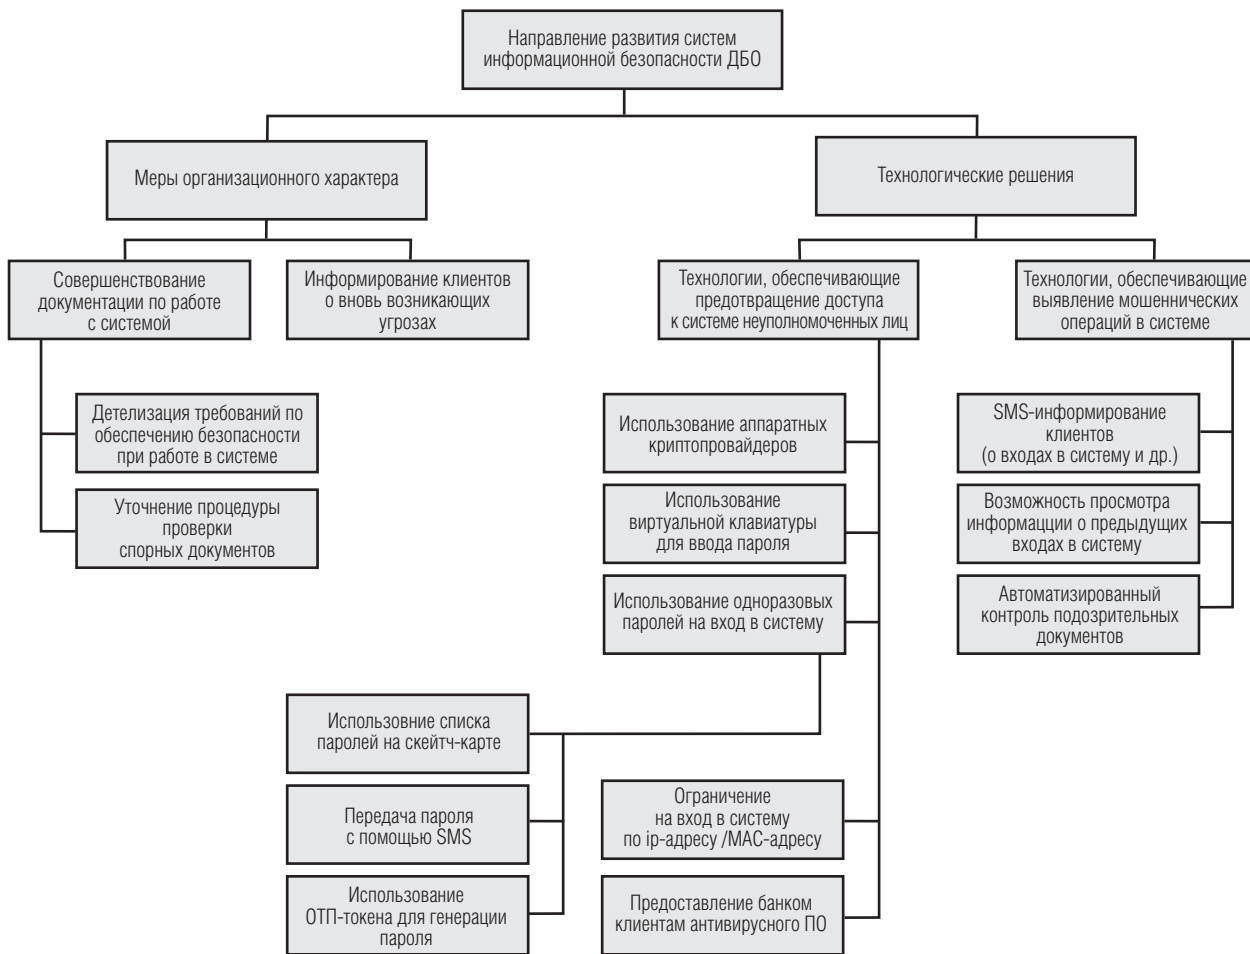 Направление развития систем
информационной безопасности ДБО
Меры организационного характера
Технологические решения
Совершенствование
документации по работе
с системой
Информирование клиентов
о вновь возникающих
угрозах
Технологии, обеспечивающие
предотвращение доступа
к системе неуполномоченных лиц
Технологии, обеспечивающие
выявление мошеннических
операций в системе
Детелизация требований по
обеспечению безопасности
при работе в системе
Уточнение процедуры
проверки
спорных документов
Использование аппаратных
криптопровайдеров
Использование
виртуальной клавиатуры
для ввода пароля
Использование одноразовых
паролей на вход в систему
SMS-информирование
клиентов
(о входах в систему и др.)
Возможность просмотра
информацции о предыдущих
входах в систему
Автоматизированный
контроль подозрительных
документов
Использовние списка
паролей на скейтч-карте
Передача пароля
с помощью SMS
Использование
ОТП-токена для генерации
пароля
Ограничение
на вход в систему
по ip-адресу /МАС-адресу
Предоставление банком
клиентам антивирусного ПО